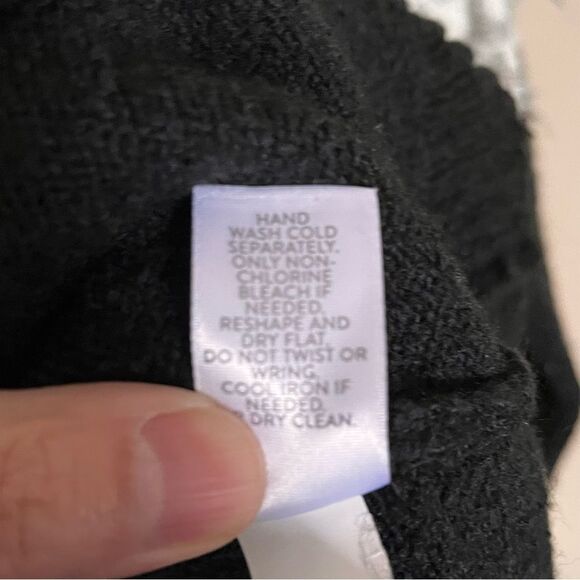 HAND
WASH COLD
SEPARATELY.
ONLY NON-
CHLORINE
BLEACH IF
NEEDED.
RESHAPE AND
DRY FLAT.
DO NOT TWIST OR
WRING.
COOL IRON IF
NEEDED.
DRY CLEAN.